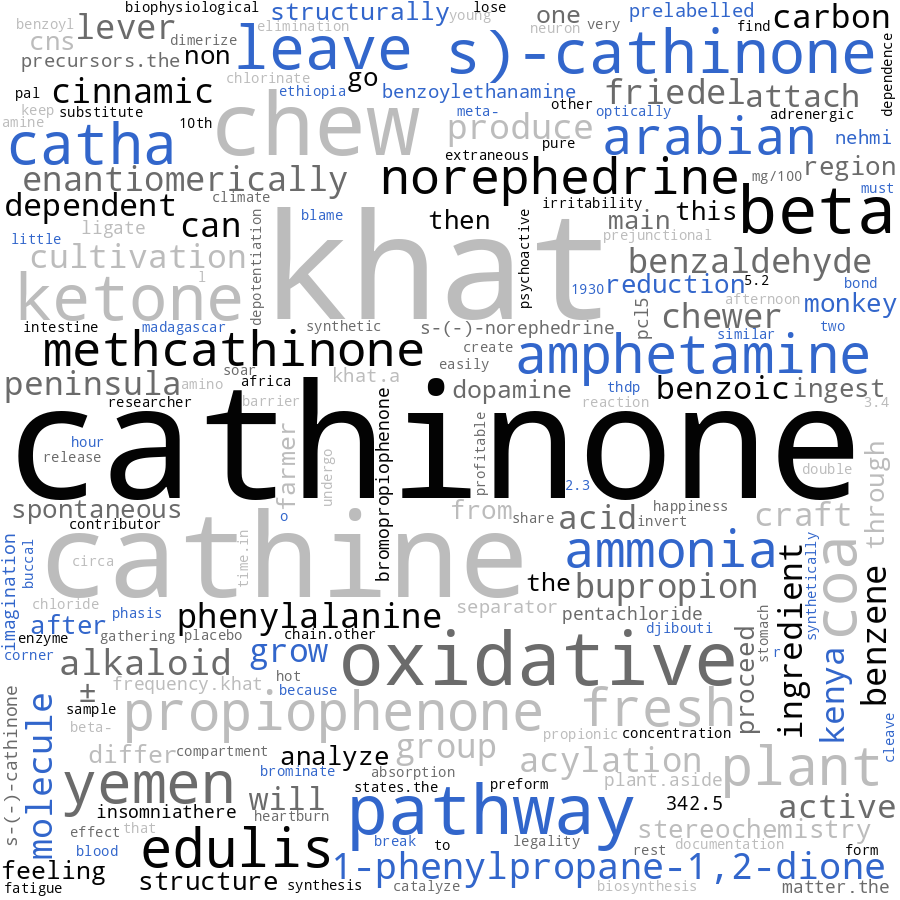 biophysiological
structurally
young
lose
one
neuron
very
prelabelled
find
carbon
benzoyl
lever
elimination
cns
dimerize
non
leave
s)-cathinone
precursors.the
chlorinate
go
dependence
pal
cinnamic
ethiopia
benzoylethanamine
friedel
attach
keep
substitute
chew
meta-
other
optically
adrenergic
amine
10th
produce
pure
arabian
nehmi
catha
extraneous
enantiomerically
norephedrine
mg/100
region
must
climate
dependent
can
blame
then
irritability
main
this
beta
ligate
little
prejunctional
cultivation
khat
psychoactive
benzaldehyde
depotentiation
l
ketone
1930
reduction
5.2
bond
afternoon
monkey
intestine
madagascar
synthetic
s-(-)-norephedrine
pcl5
chewer
two
similar
methcathinone
create
amphetamine
easily
soar
khat.a
peninsula
amino
africa
dopamine
thdp
benzoic
ingest
researcher
barrier
reaction
3.4
cathinone
hour
release
farmer
undergo
bromopropiophenone
profitable
double
through
2.3
spontaneous
o
from
share
acid
happiness
invert
craft
contributor
cathine
time.in
circa
ammonia
imagination
buccal
the
bupropion
ingredient
synthetically
coa
benzene
chloride
phasis
after
phenylalanine
separator
pentachloride
enzyme
gathering
placebo
chain.other
djibouti
corner
alkaloid
grow
oxidative
proceed
stomach
r
kenya
hot
frequency.khat
because
±
sample
s-(-)-cathinone
molecule
beta-
propiophenone
fresh
propionic
concentration
cleave
differ
compartment
analyze
group
acylation
brominate
absorption
plant.aside
plant
yemen
states.the
preform
insomniathere
will
heartburn
pathway
342.5
active
effect
that
stereochemistry
blood
edulis
break
to
legality
rest
documentation
form
feeling
1-phenylpropane-1,2-dione
fatigue
structure
synthesis
catalyze
biosynthesis
matter.the